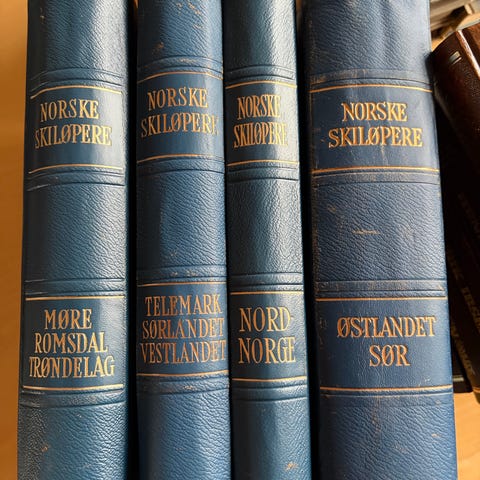 NORSKE
SKILØPERE
MØRE
ROMSDAL
TRØNDELAG
NORSKE
SKILØPERE
TELEMARK
SØRLANDET
VESTLANDET
NORSKE
SKILØPERE
NORD-
NORGE
NORSKE
SKILØPERE
ØSTLANDET
SØR